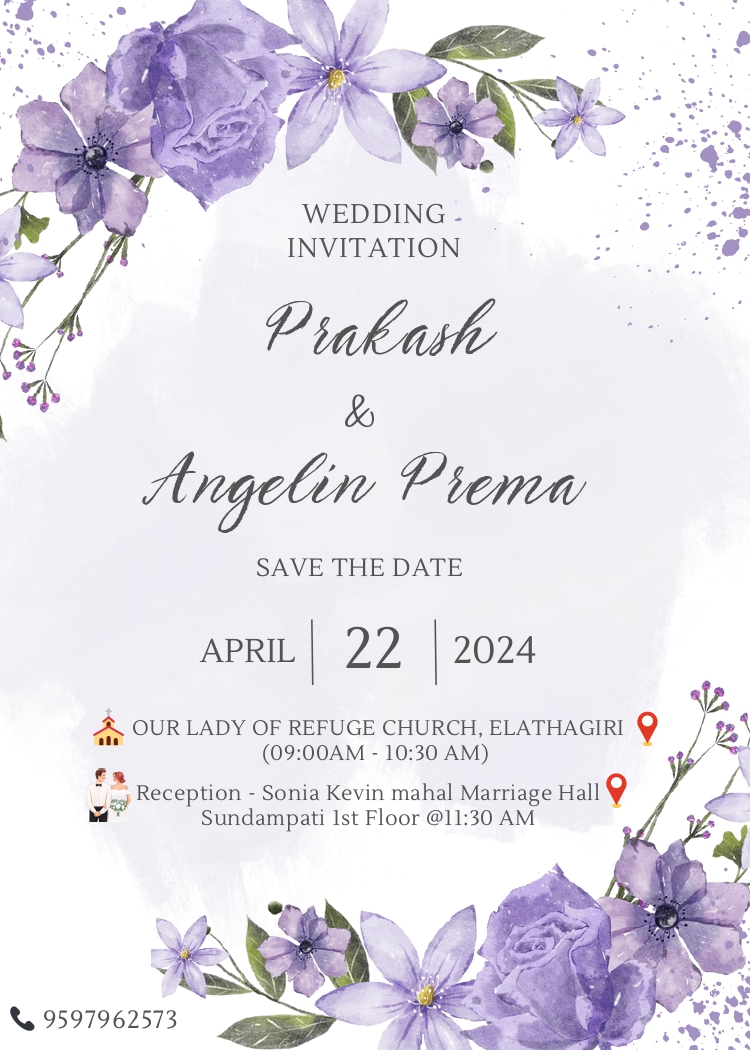 WEDDING
INVITATION
Prakash
&
Angelin Prema
SAVE THE DATE
APRIL 22 2024
OUR LADY OF REFUGE CHURCH, ELATHAGIRI
(09:00AM - 10:30 AM)
Reception - Sonia Kevin mahal Marriage Hall
Sundampati 1st Floor @11:30 AM
9597962573